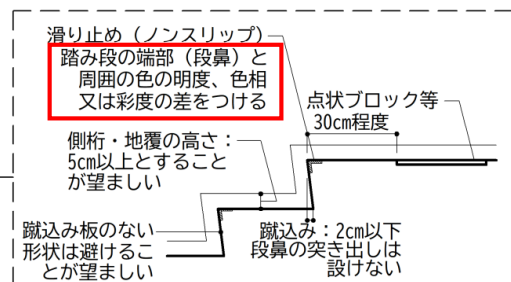 滑り止め（ノンスリップ）
踏み段の端部（段鼻）と
周囲の色の明度、色相
又は彩度の差をつける
点状ブロック等
30cm程度
側桁・地覆の高さ：
5cm以上とすること
が望ましい
蹴込み板のない
形状は避けるこ
とが望ましい
蹴込み：2cm以下
段鼻の突き出しは
設けない